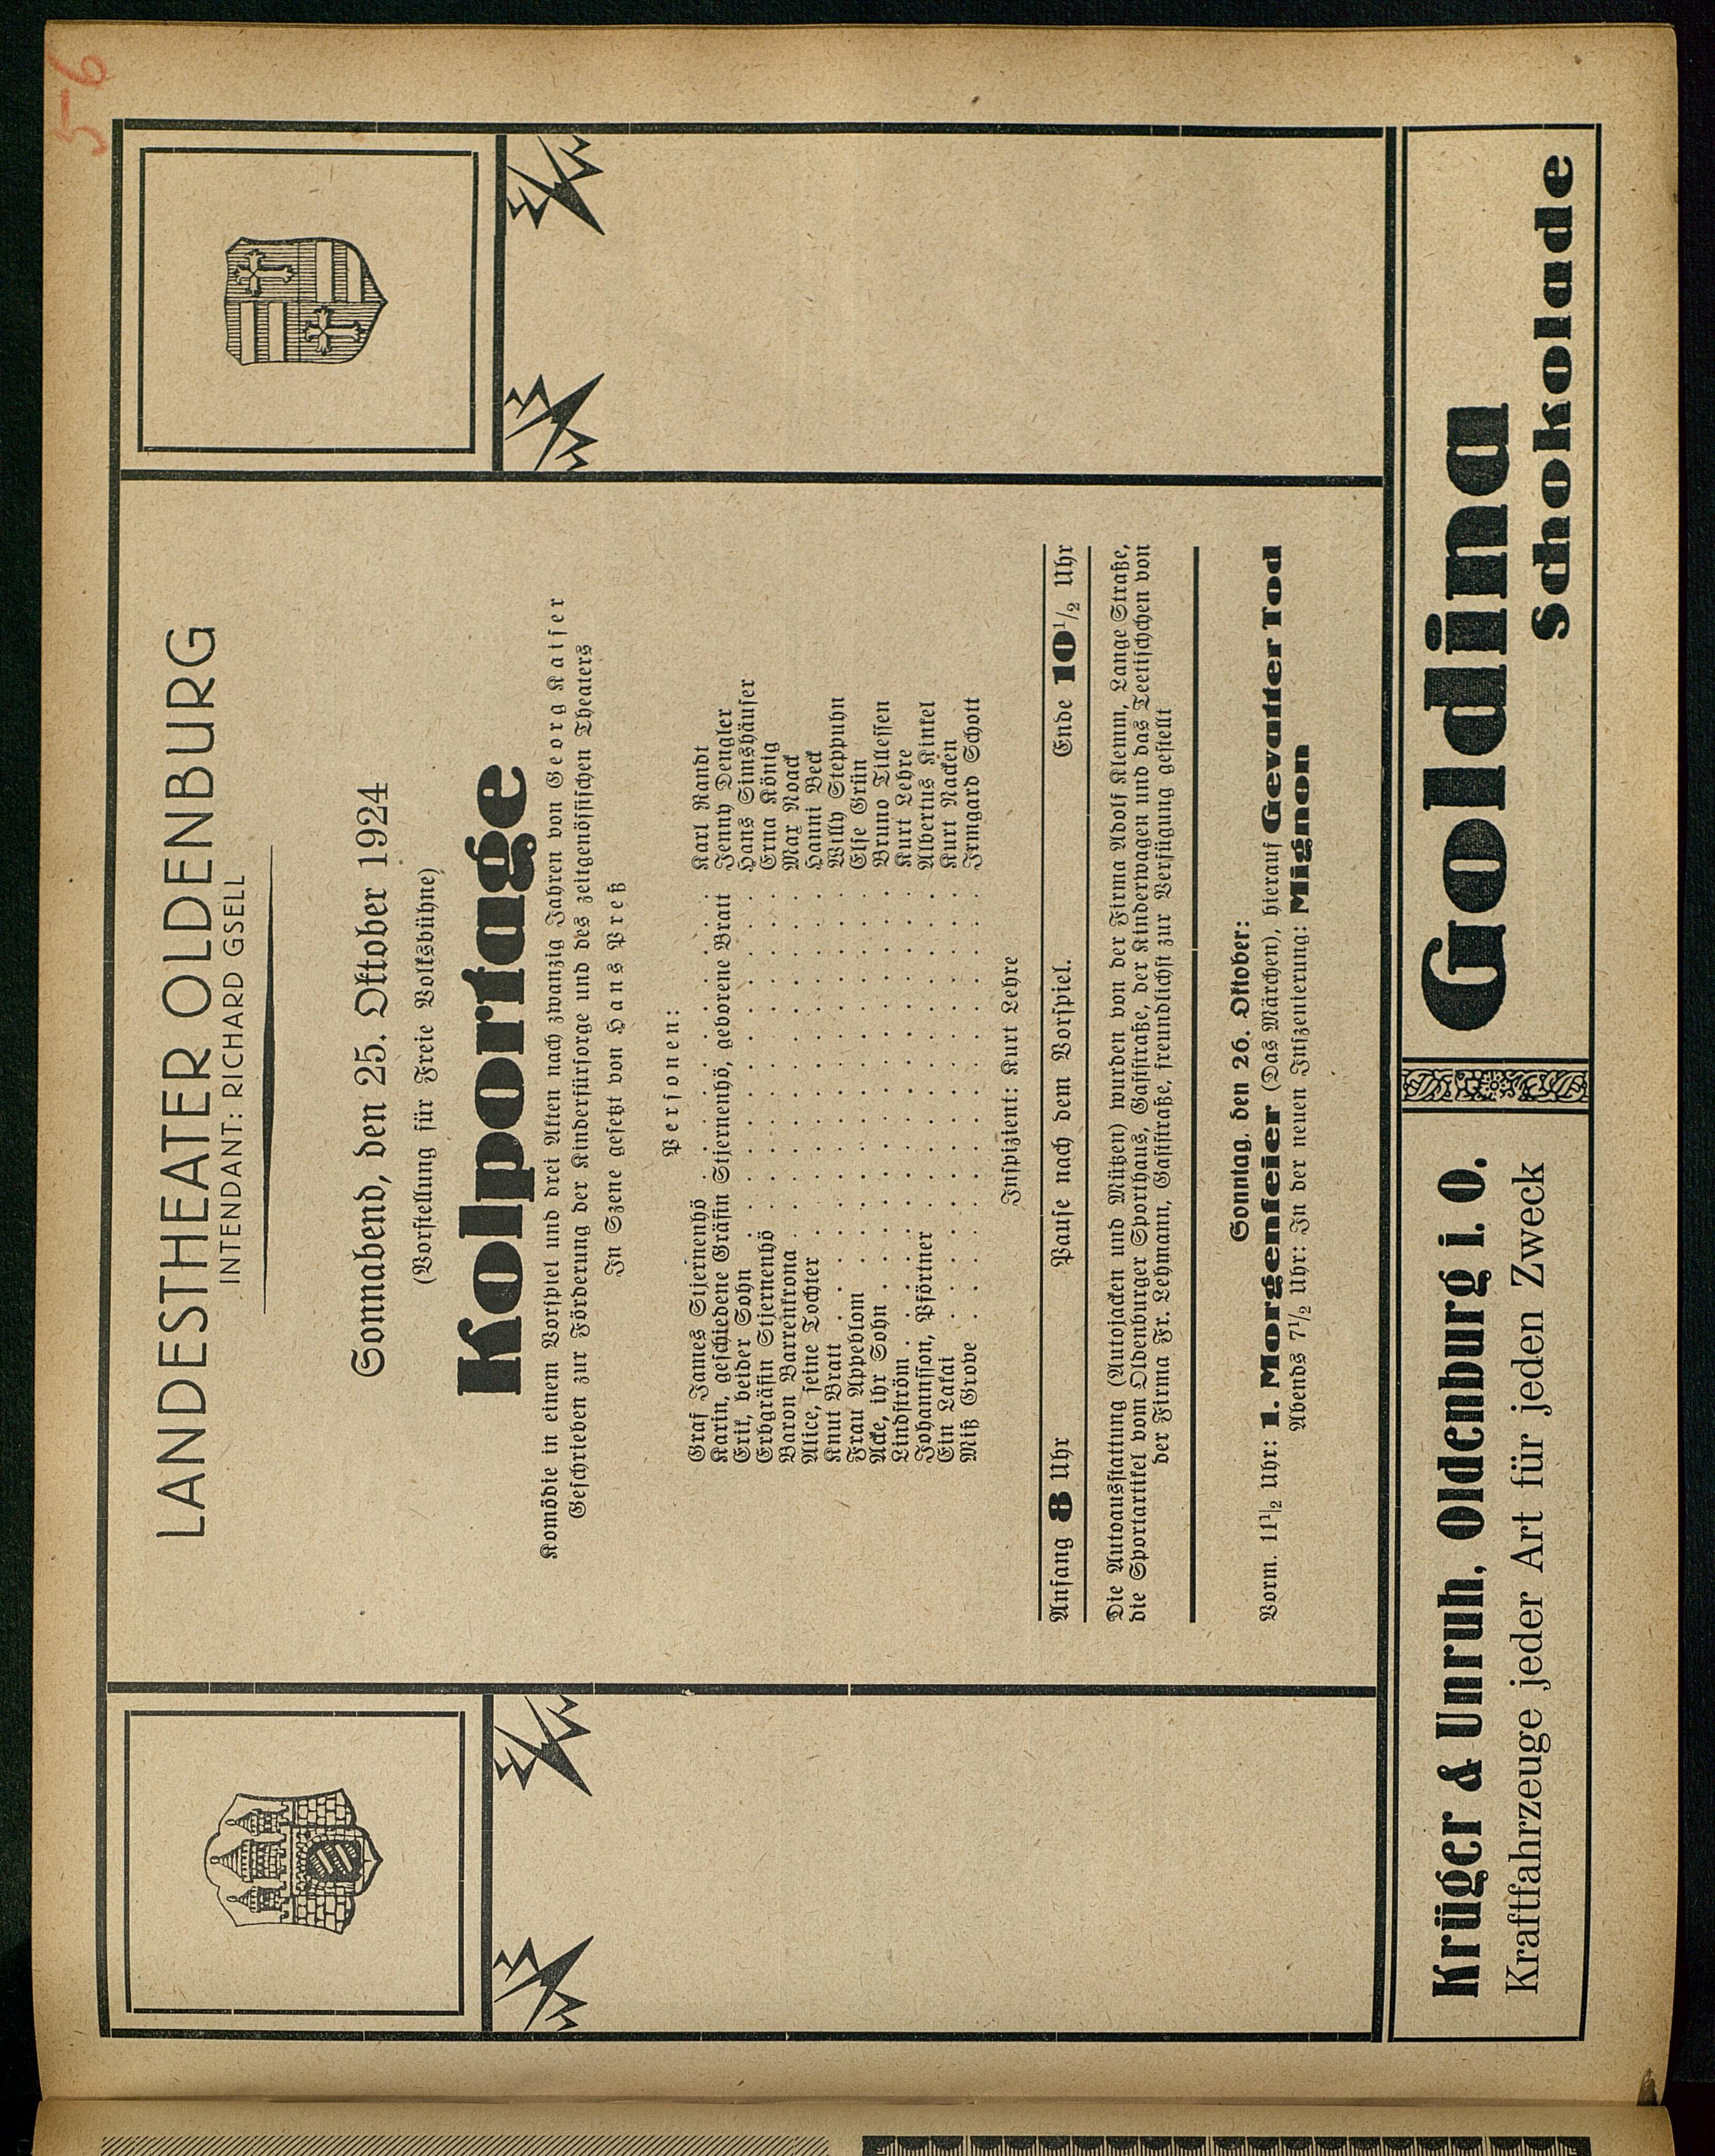 5-6
LANDESTHEATER OLDENBURG
INTENDANT: RICHARD GSELL
Sonnabend, den 25. Oktober 1924
(Vorstellung für Freie Volksbühne)
Kolportage
Komödie in einem Vorspiel und drei Akten nach zwanzig Jahren von Georg Kaiser
Geschrieben zur Förderung der Kinderfürsorge und des zeitgenössischen Theaters
In Szene gesetzt von Hans Preß
Personen:
Graf James Stjernenhö . . . . . . . . . . Karl Randt
Karin, geschiedene Gräfin Stjernenhö, geborene Bratt Jenny Dengler
Erik, beider Sohn . . . . . . . . . . Hans Simshäuser
Erbgräfin Stjernenhö . . . . . . . . . . Erna König
Baron Barrenkrona . . . . . . . . . . Max Noack
Alice, seine Tochter . . . . . . . . . . Hanni Beck
Knut Bratt . . . . . . . . . . Willy Steppuhn
Frau Appeblom . . . . . . . . . . Else Grün
Acke, ihr Sohn . . . . . . . . . . Bruno Tillessen
Lindström . . . . . . . . . . Kurt Lehre
Johannsson, Pförtner . . . . . . . . . . Albertus Kinkel
Ein Lakai . . . . . . . . . . Kurt Nacken
Miß Grove . . . . . . . . . . Irmgard Schott
Inspizient: Kurt Lehre
Anfang 8 Uhr Pause nach dem Vorspiel. Ende 10 1/2 Uhr
Die Autoausstattung (Autojacken und Mützen) wurden von der Firma Adolf Klemm, Lange Straße,
die Sportartikel vom Oldenburger Sporthaus, Gaststraße, der Kinderwagen und das Teetischchen von
der Firma Fr. Lehmann, Gaststraße, freundlichst zur Verfügung gestellt
Sonntag, den 26. Oktober:
Vorm. 11 1/2 Uhr: 1. Morgenfeier (Das Märchen), hierauf Gevatter Tod
Abends 7 1/2 Uhr: In der neuen Inszenierung: Mignon
Krüger & Unruh, Oldenburg i. O.
Kraftfahrzeuge jeder Art für jeden Zweck
Goldina
Schokolade